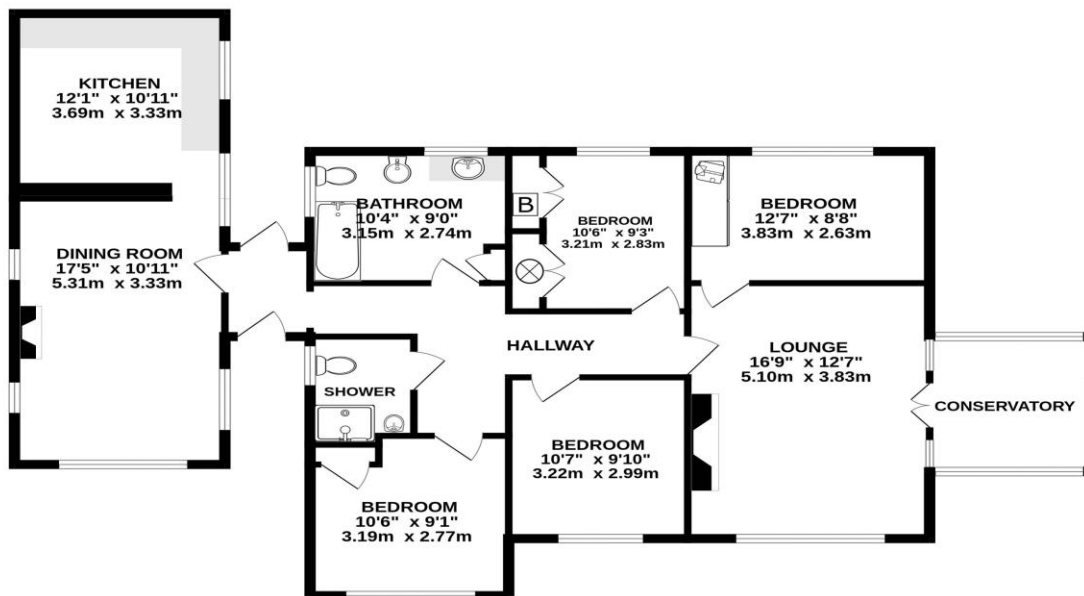 KITCHEN
12'1" x 10'11"
3.69m x 3.33m
DINING ROOM
17'5" x 10'11"
5.31m x 3.33m
BATHROOM
10'4" x 9'0"
3.15m x 2.74m
B
BEDROOM
10'6" x 9'3"
3.21m x 2.83m
BEDROOM
12'7" x 8'8"
3.83m x 2.63m
HALLWAY
LOUNGE
16'9" x 12'7"
5.10m x 3.83m
CONSERVATORY
SHOWER
BEDROOM
10'7" x 9'10"
3.22m x 2.99m
BEDROOM
10'6" x 9'1"
3.19m x 2.77m